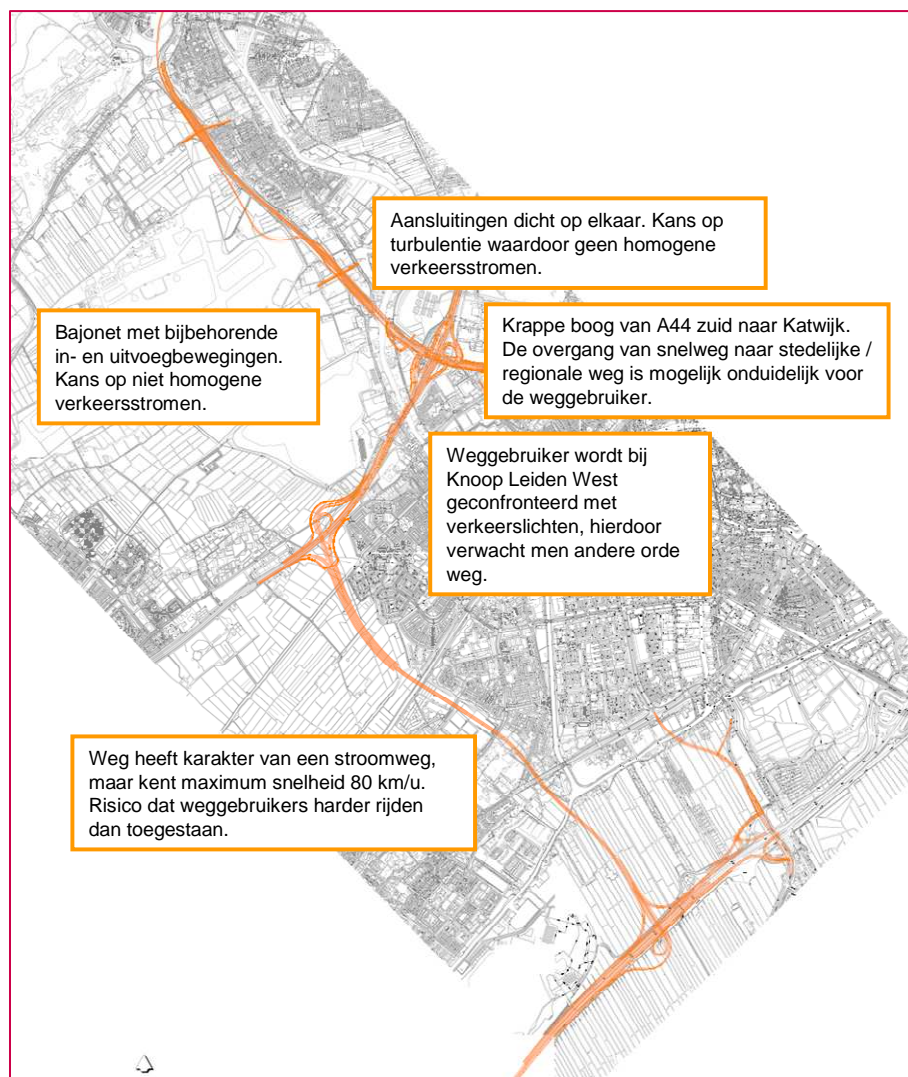 Aansluitingen dicht op elkaar. Kans op
turbulentie waardoor geen homogene
verkeersstromen.
Bajonet met bijbehorende
in- en uitvoegbewegingen.
Kans op niet homogene
verkeersstromen.
Krappe boog van A44 zuid naar Katwijk.
De overgang van snelweg naar stedelijke /
regionale weg is mogelijk onduidelijk voor
de weggebruiker.
Weggebruiker wordt bij
Knoop Leiden West
geconfronteerd met
verkeerslichten, hierdoor
verwacht men andere orde
weg.
Weg heeft karakter van een stroomweg,
maar kent maximum snelheid 80 km/u.
Risico dat weggebruikers harder rijden
dan toegestaan.